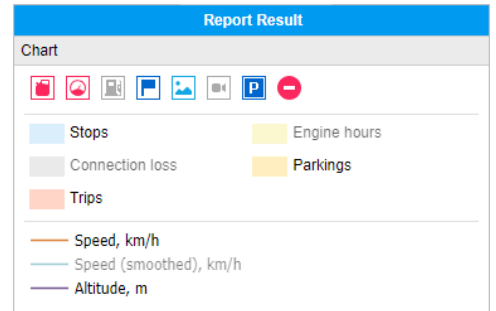 Report Result
Chart
P
Stops
Engine hours
Connection loss
Parkings
Trips
Speed, km/h
Speed (smoothed), km/h
Altitude, m